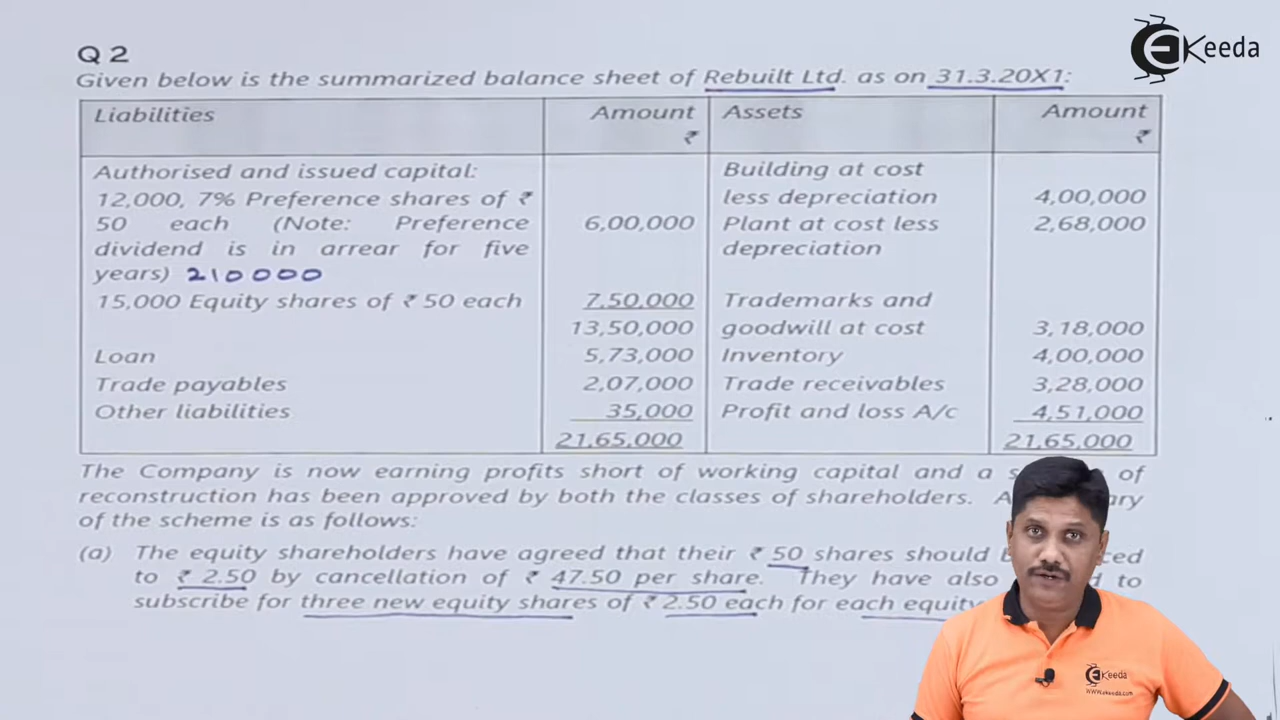 Q 2
EKeeda
Given below is the summarized balance sheet of Rebuilt Ltd. as on 31.3.20X1:
Liabilities Amount ₹ Assets Amount ₹
Authorised and issued capital: Building at cost
12,000, 7% Preference shares of ₹ less depreciation 4,00,000
50 each (Note: Preference 6,00,000 Plant at cost less 2,68,000
dividend is in arrear for five depreciation
years) 210000
15,000 Equity shares of ₹ 50 each 7,50,000 Trademarks and
13,50,000 goodwill at cost 3,18,000
Loan 5,73,000 Inventory 4,00,000
Trade payables 2,07,000 Trade receivables 3,28,000
Other liabilities 35,000 Profit and loss A/c 4,51,000
21,65,000 21,65,000
The Company is now earning profits short of working capital and a of
reconstruction has been approved by both the classes of shareholders.
of the scheme is as follows:
(a) The equity shareholders have agreed that their ₹ 50 shares should
to ₹ 2.50 by cancellation of ₹ 47.50 per share. They have also to
subscribe for three new equity shares of ₹ 2.50 each for each equity
EKeeda
www.ekeeda.com